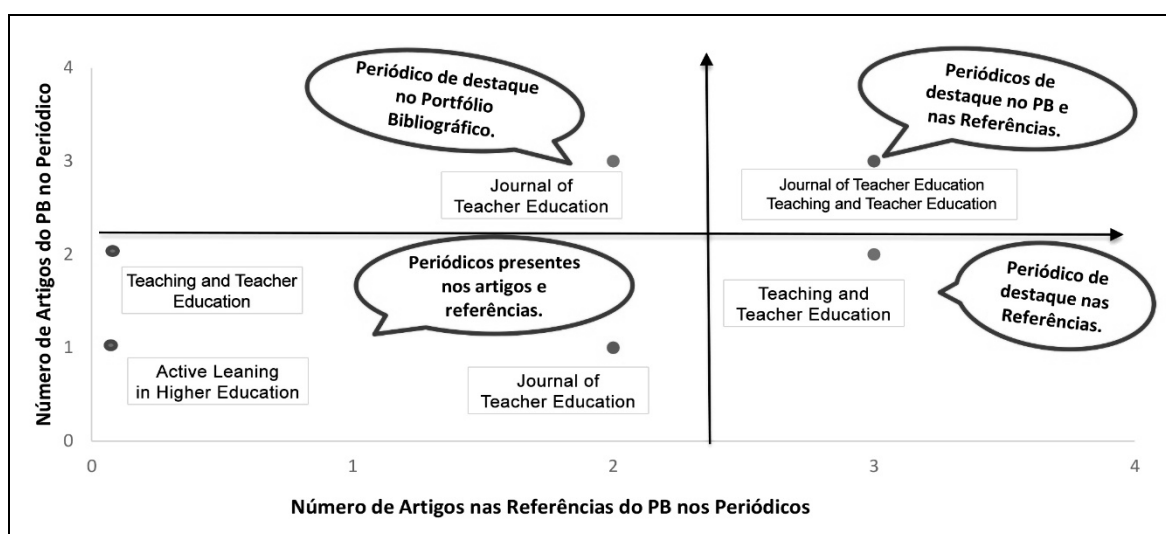 Número de Artigos do PB no Periódico
4
3
2
1
0
Periódico de destaque
no Portfólio
Bibliográfico.
Periódicos de
destaque no PB e
nas Referências.
Journal of
Teacher Education
Journal of Teacher Education
Teaching and Teacher Education
Teaching and Teacher
Education
Periódicos presentes
nos artigos e
referências.
Teaching and
Teacher Education
Periódico de
destaque nas
Referências.
Active Leaning
in Higher Education
Journal of
Teacher Education
0
1
2
3
4
Número de Artigos nas Referências do PB nos Periódicos